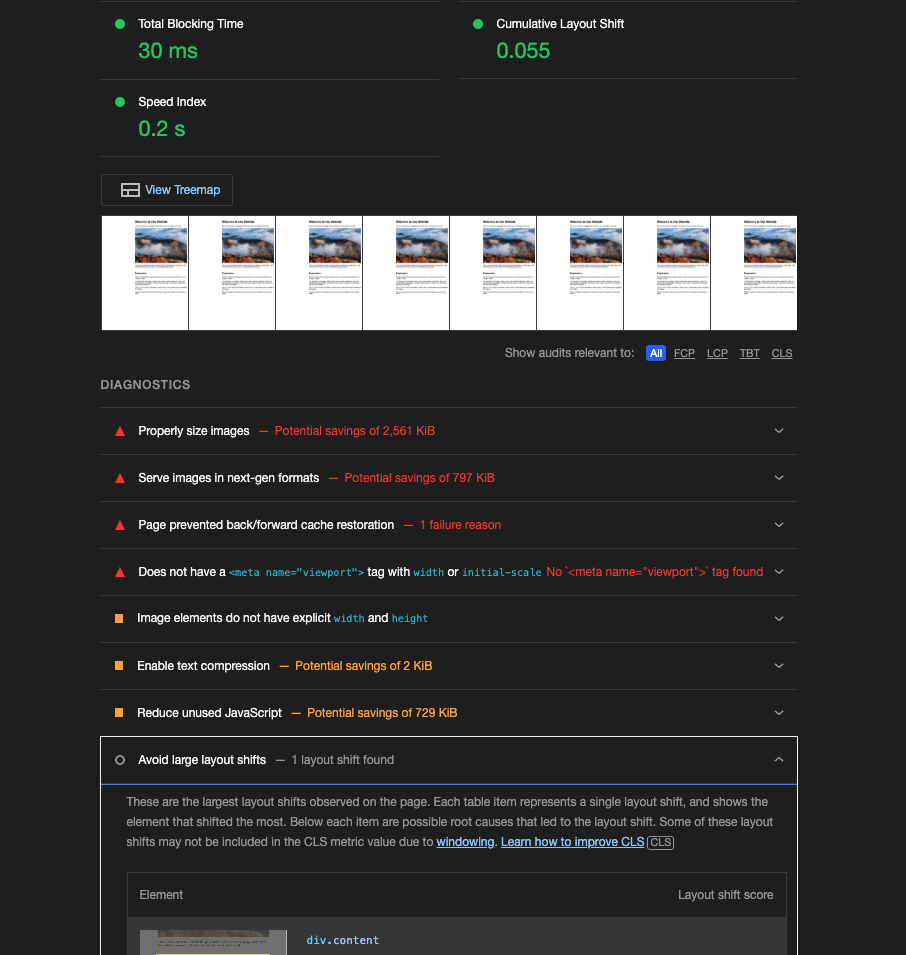 Total Blocking Time
30 ms
Cumulative Layout Shift
0.055
Speed Index
0.2 s
View Treemap
Show audits relevant to: All FCP LCP TBT CLS
DIAGNOSTICS
Properly size images — Potential savings of 2,561 KiB
Serve images in next-gen formats — Potential savings of 797 KiB
Page prevented back/forward cache restoration — 1 failure reason
Does not have a <meta name="viewport"> tag with width or initial-scale No `<meta name="viewport">` tag found
Image elements do not have explicit width and height
Enable text compression — Potential savings of 2 KiB
Reduce unused JavaScript — Potential savings of 729 KiB
Avoid large layout shifts — 1 layout shift found
These are the largest layout shifts observed on the page. Each table item represents a single layout shift, and shows the
element that shifted the most. Below each item are possible root causes that led to the layout shift. Some of these layout
shifts may not be included in the CLS metric value due to windowing. Learn how to improve CLS CLS
Element Layout shift score
div.content